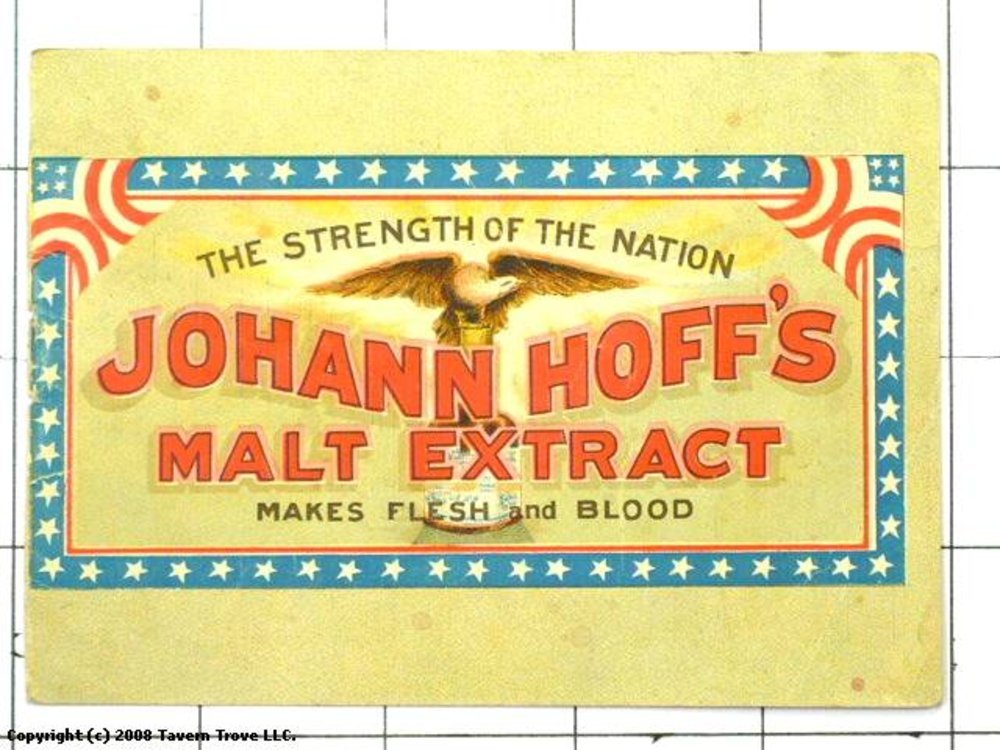 THE STRENGTH OF THE NATION
JOHANN HOFF'S
MALT EXTRACT
MAKES FLESH and BLOOD
Copyright (c) 2008 Tavern Trove LLC.